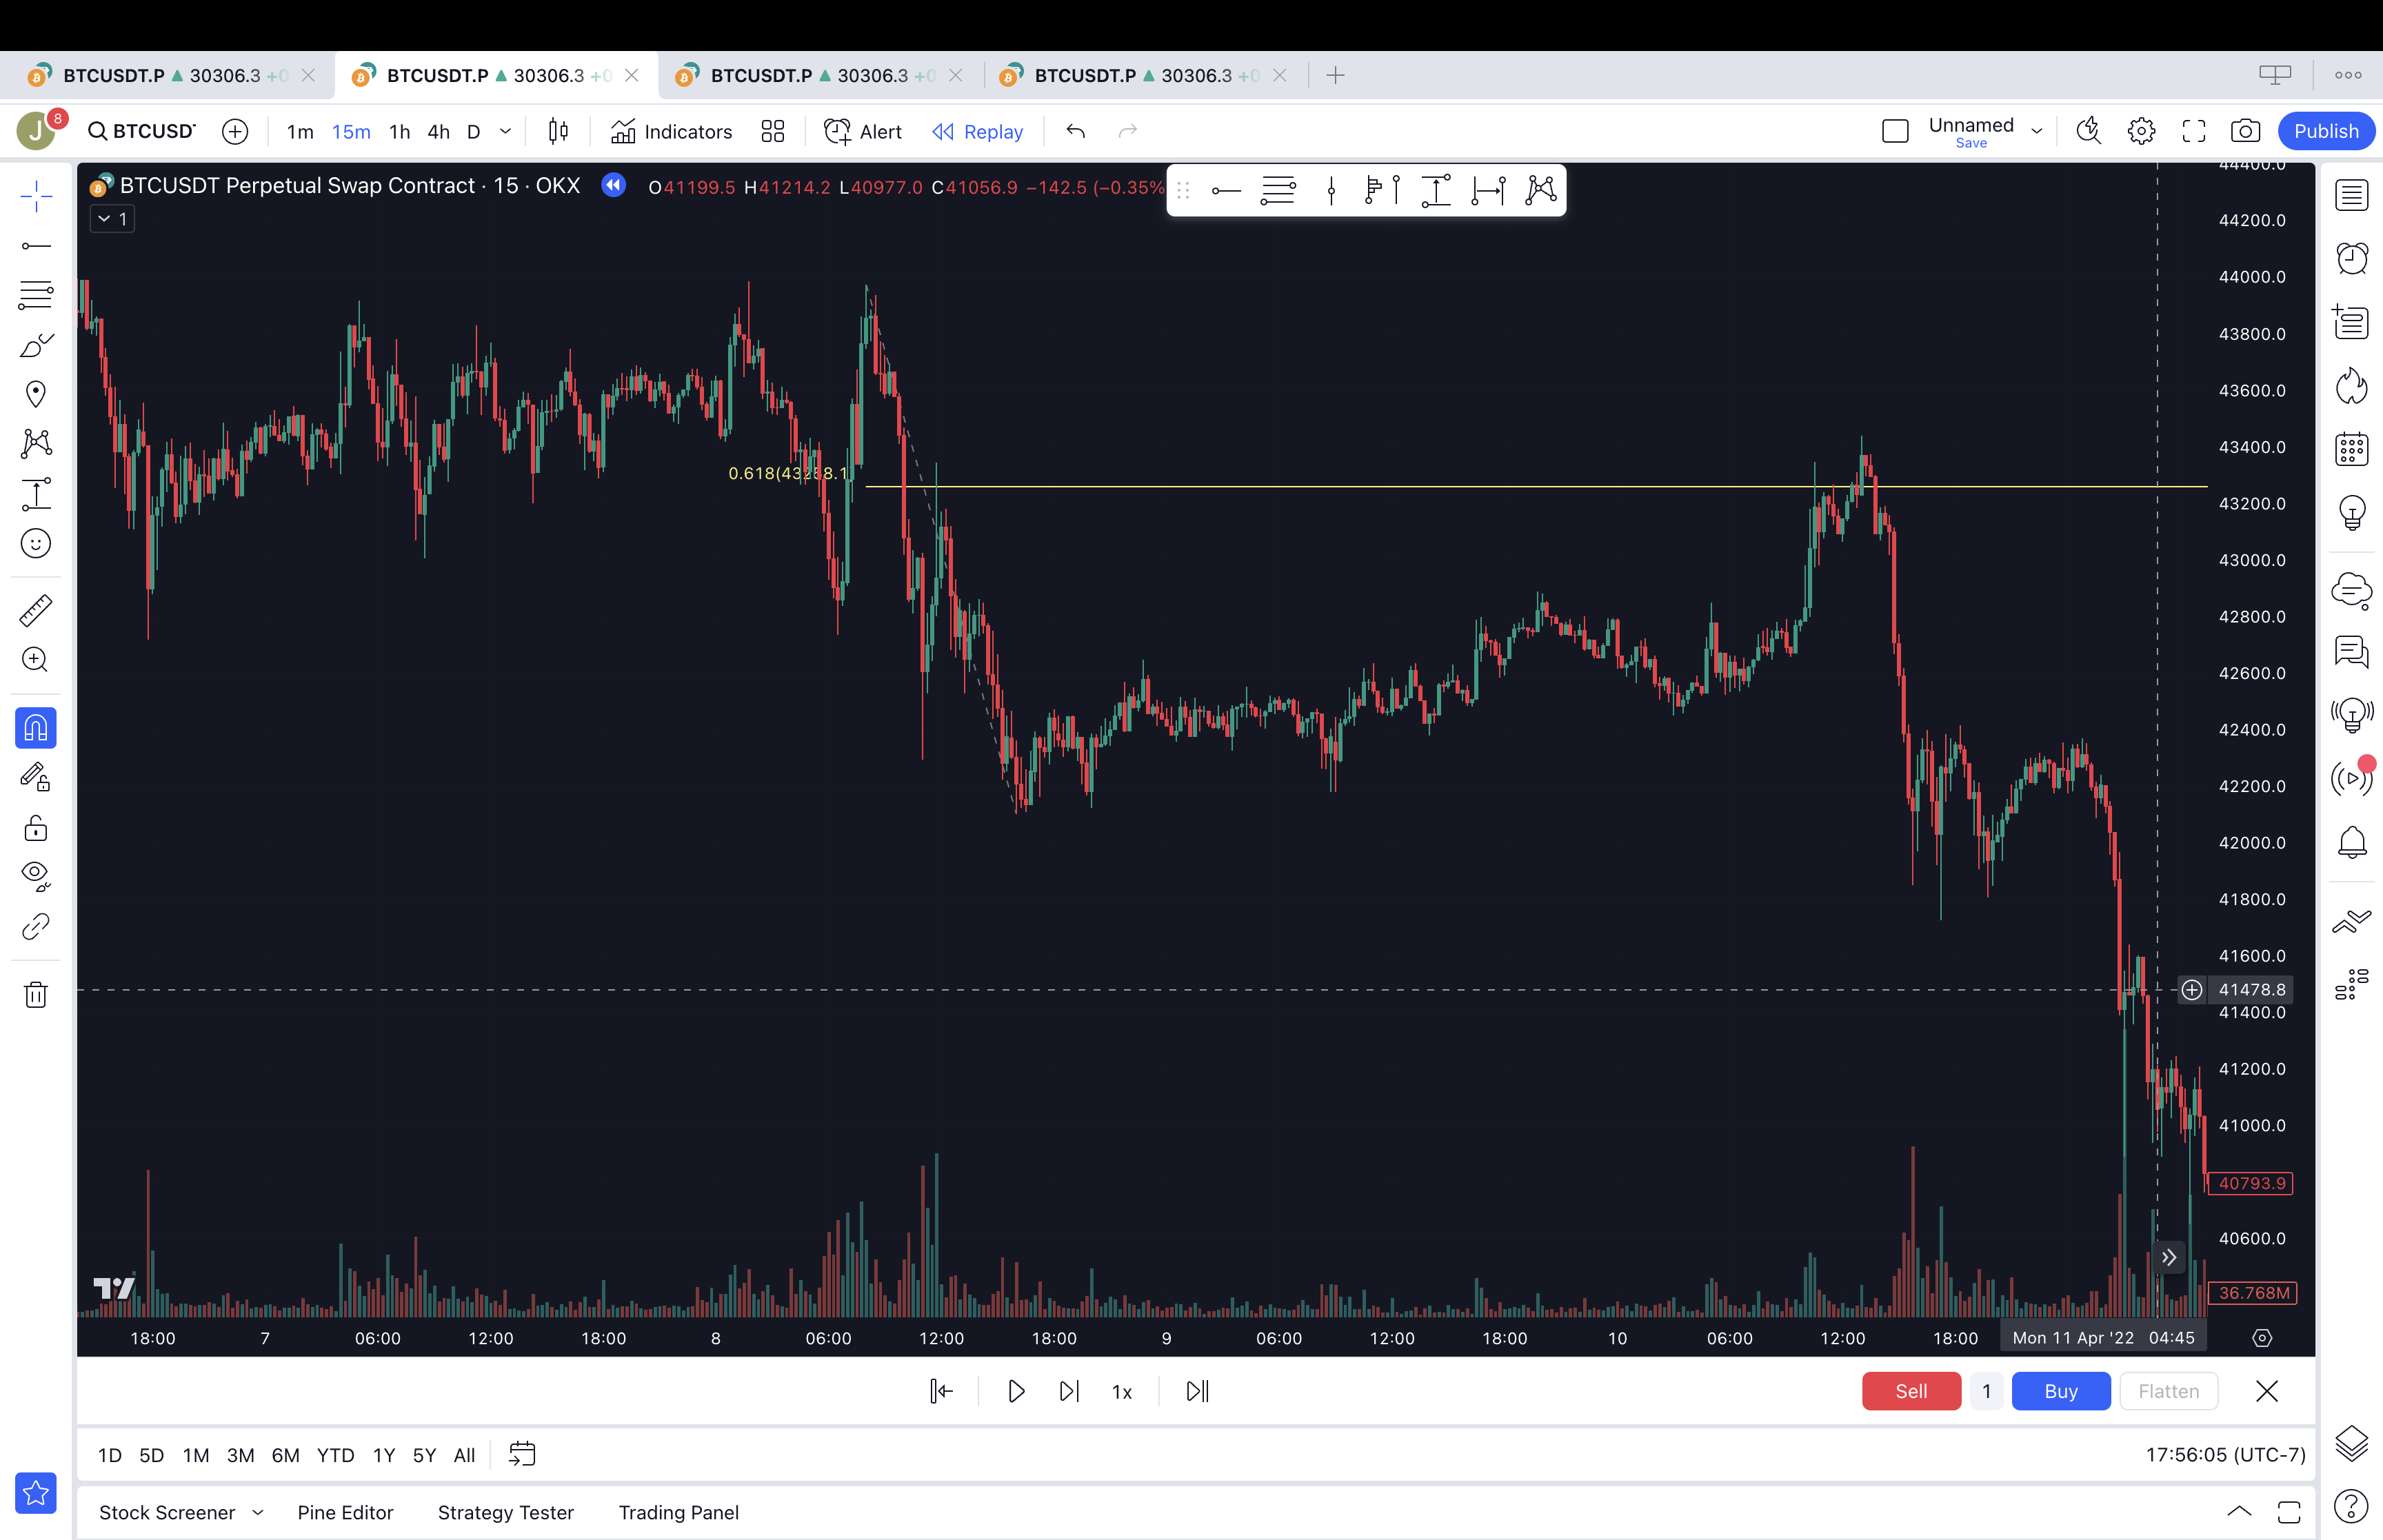 BTCUSDT.P ▲ 30306.3 +0 BTCUSDT.P ▲ 30306.3 +0 BTCUSDT.P ▲ 30306.3 +0 BTCUSDT.P ▲ 30306.3 +0
J 8 BTCUSD 1m 15m 1h 4h D Indicators Alert Replay Unnamed Publish
Save
BTCUSDT Perpetual Swap Contract · 15 · OKX O41199.5 H41214.2 L40977.0 C41056.9 −142.5 (−0.35%
1
44400.0
44200.0
44000.0
43800.0
43600.0
43400.0
0.618(43258.1
43200.0
43000.0
42800.0
42600.0
42400.0
42200.0
42000.0
41800.0
41600.0
41478.8
41400.0
41200.0
41000.0
40793.9
40600.0
36.768M
18:00 7 06:00 12:00 18:00 8 06:00 12:00 18:00 9 06:00 12:00 18:00 10 06:00 12:00 18:00 Mon 11 Apr '22 04:45
1x Sell 1 Buy Flatten
1D 5D 1M 3M 6M YTD 1Y 5Y All 17:56:05 (UTC-7)
Stock Screener Pine Editor Strategy Tester Trading Panel